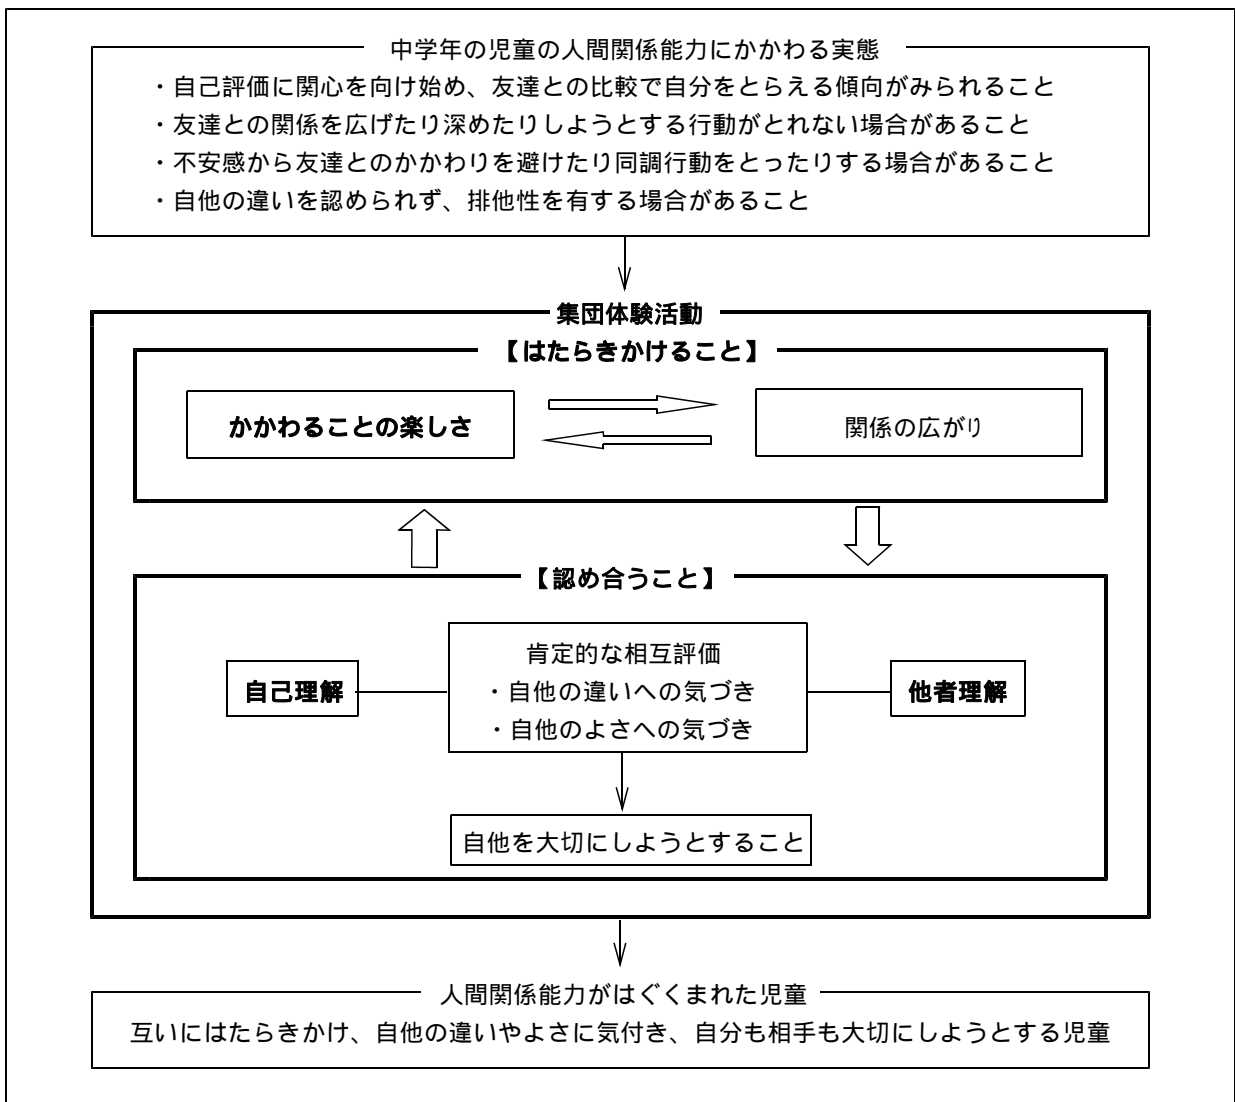 中学年の児童の人間関係能力にかかわる実態
・自己評価に関心を向け始め、友達との比較で自分をとらえる傾向がみられること
・友達との関係を広げたり深めたりしようとする行動がとれない場合があること
・不安感から友達とのかかわりを避けたり同調行動をとったりする場合があること
・自他の違いを認められず、排他性を有する場合があること
集団体験活動
【はたらきかけること】
かかわることの楽しさ
関係の広がり
【認め合うこと】
肯定的な相互評価
自己理解
・自他の違いへの気づき
他者理解
・自他のよさへの気づき
自他を大切にしようとすること
人間関係能力がはぐくまれた児童
互いにはたらきかけ、自他の違いやよさに気付き、自分も相手も大切にしようとする児童